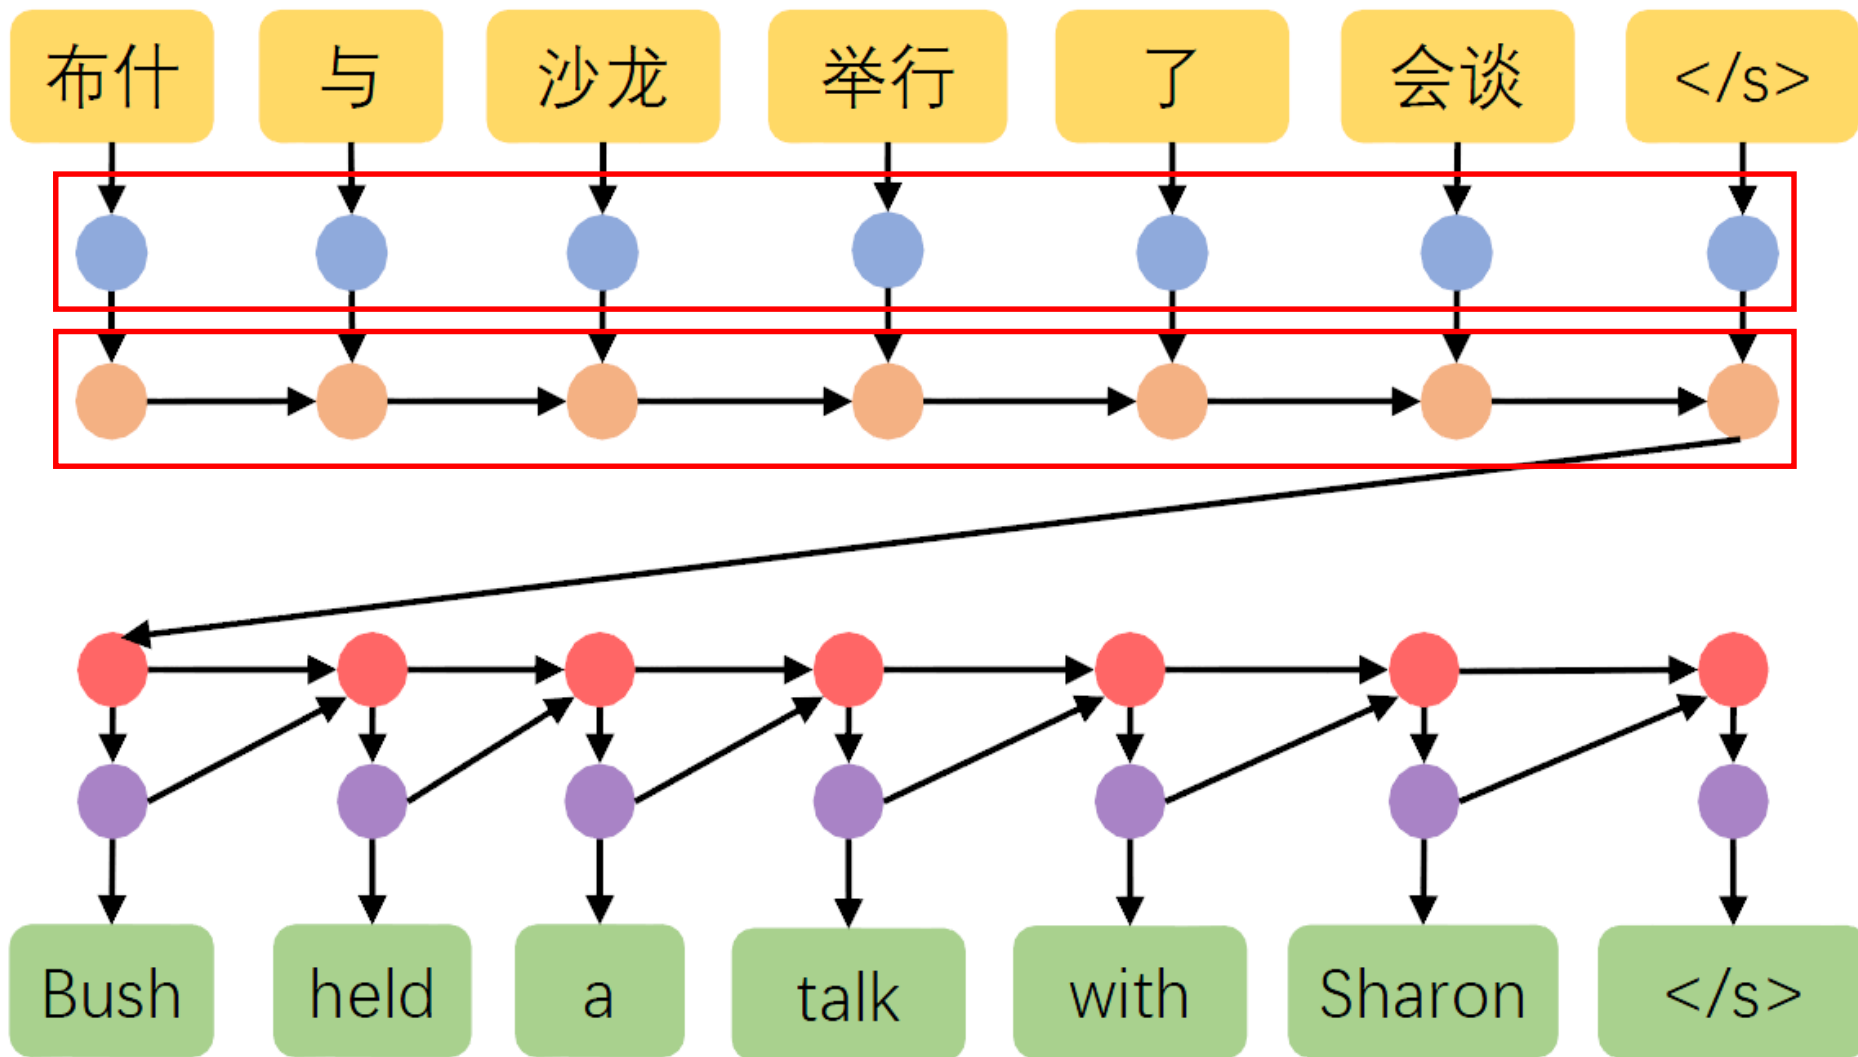 布什 与 沙龙 举行 了 会谈 </s>
Bush held a talk with Sharon </s>